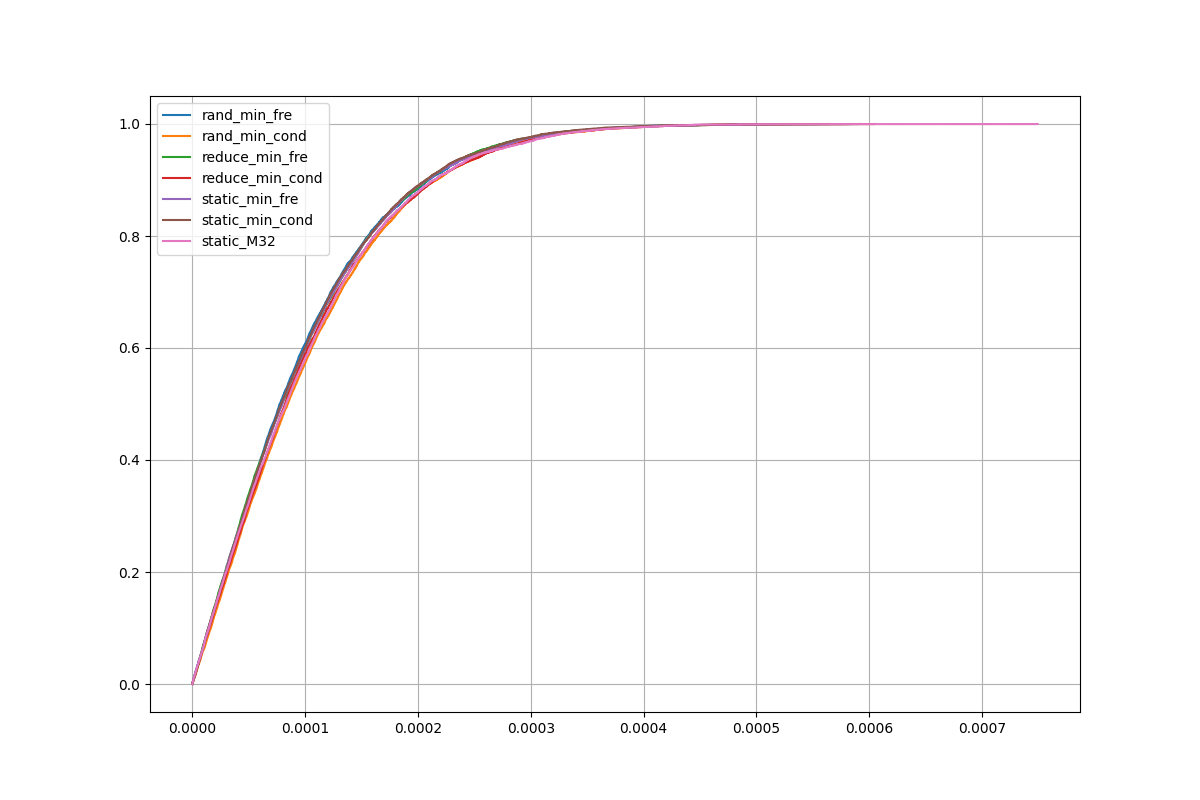 rand_min_fre
rand_min_cond
reduce_min_fre
reduce_min_cond
static_min_fre
static_min_cond
static_M32
1.0
0.8
0.6
0.4
0.2
0.0
0.0000 0.0001 0.0002 0.0003 0.0004 0.0005 0.0006 0.0007